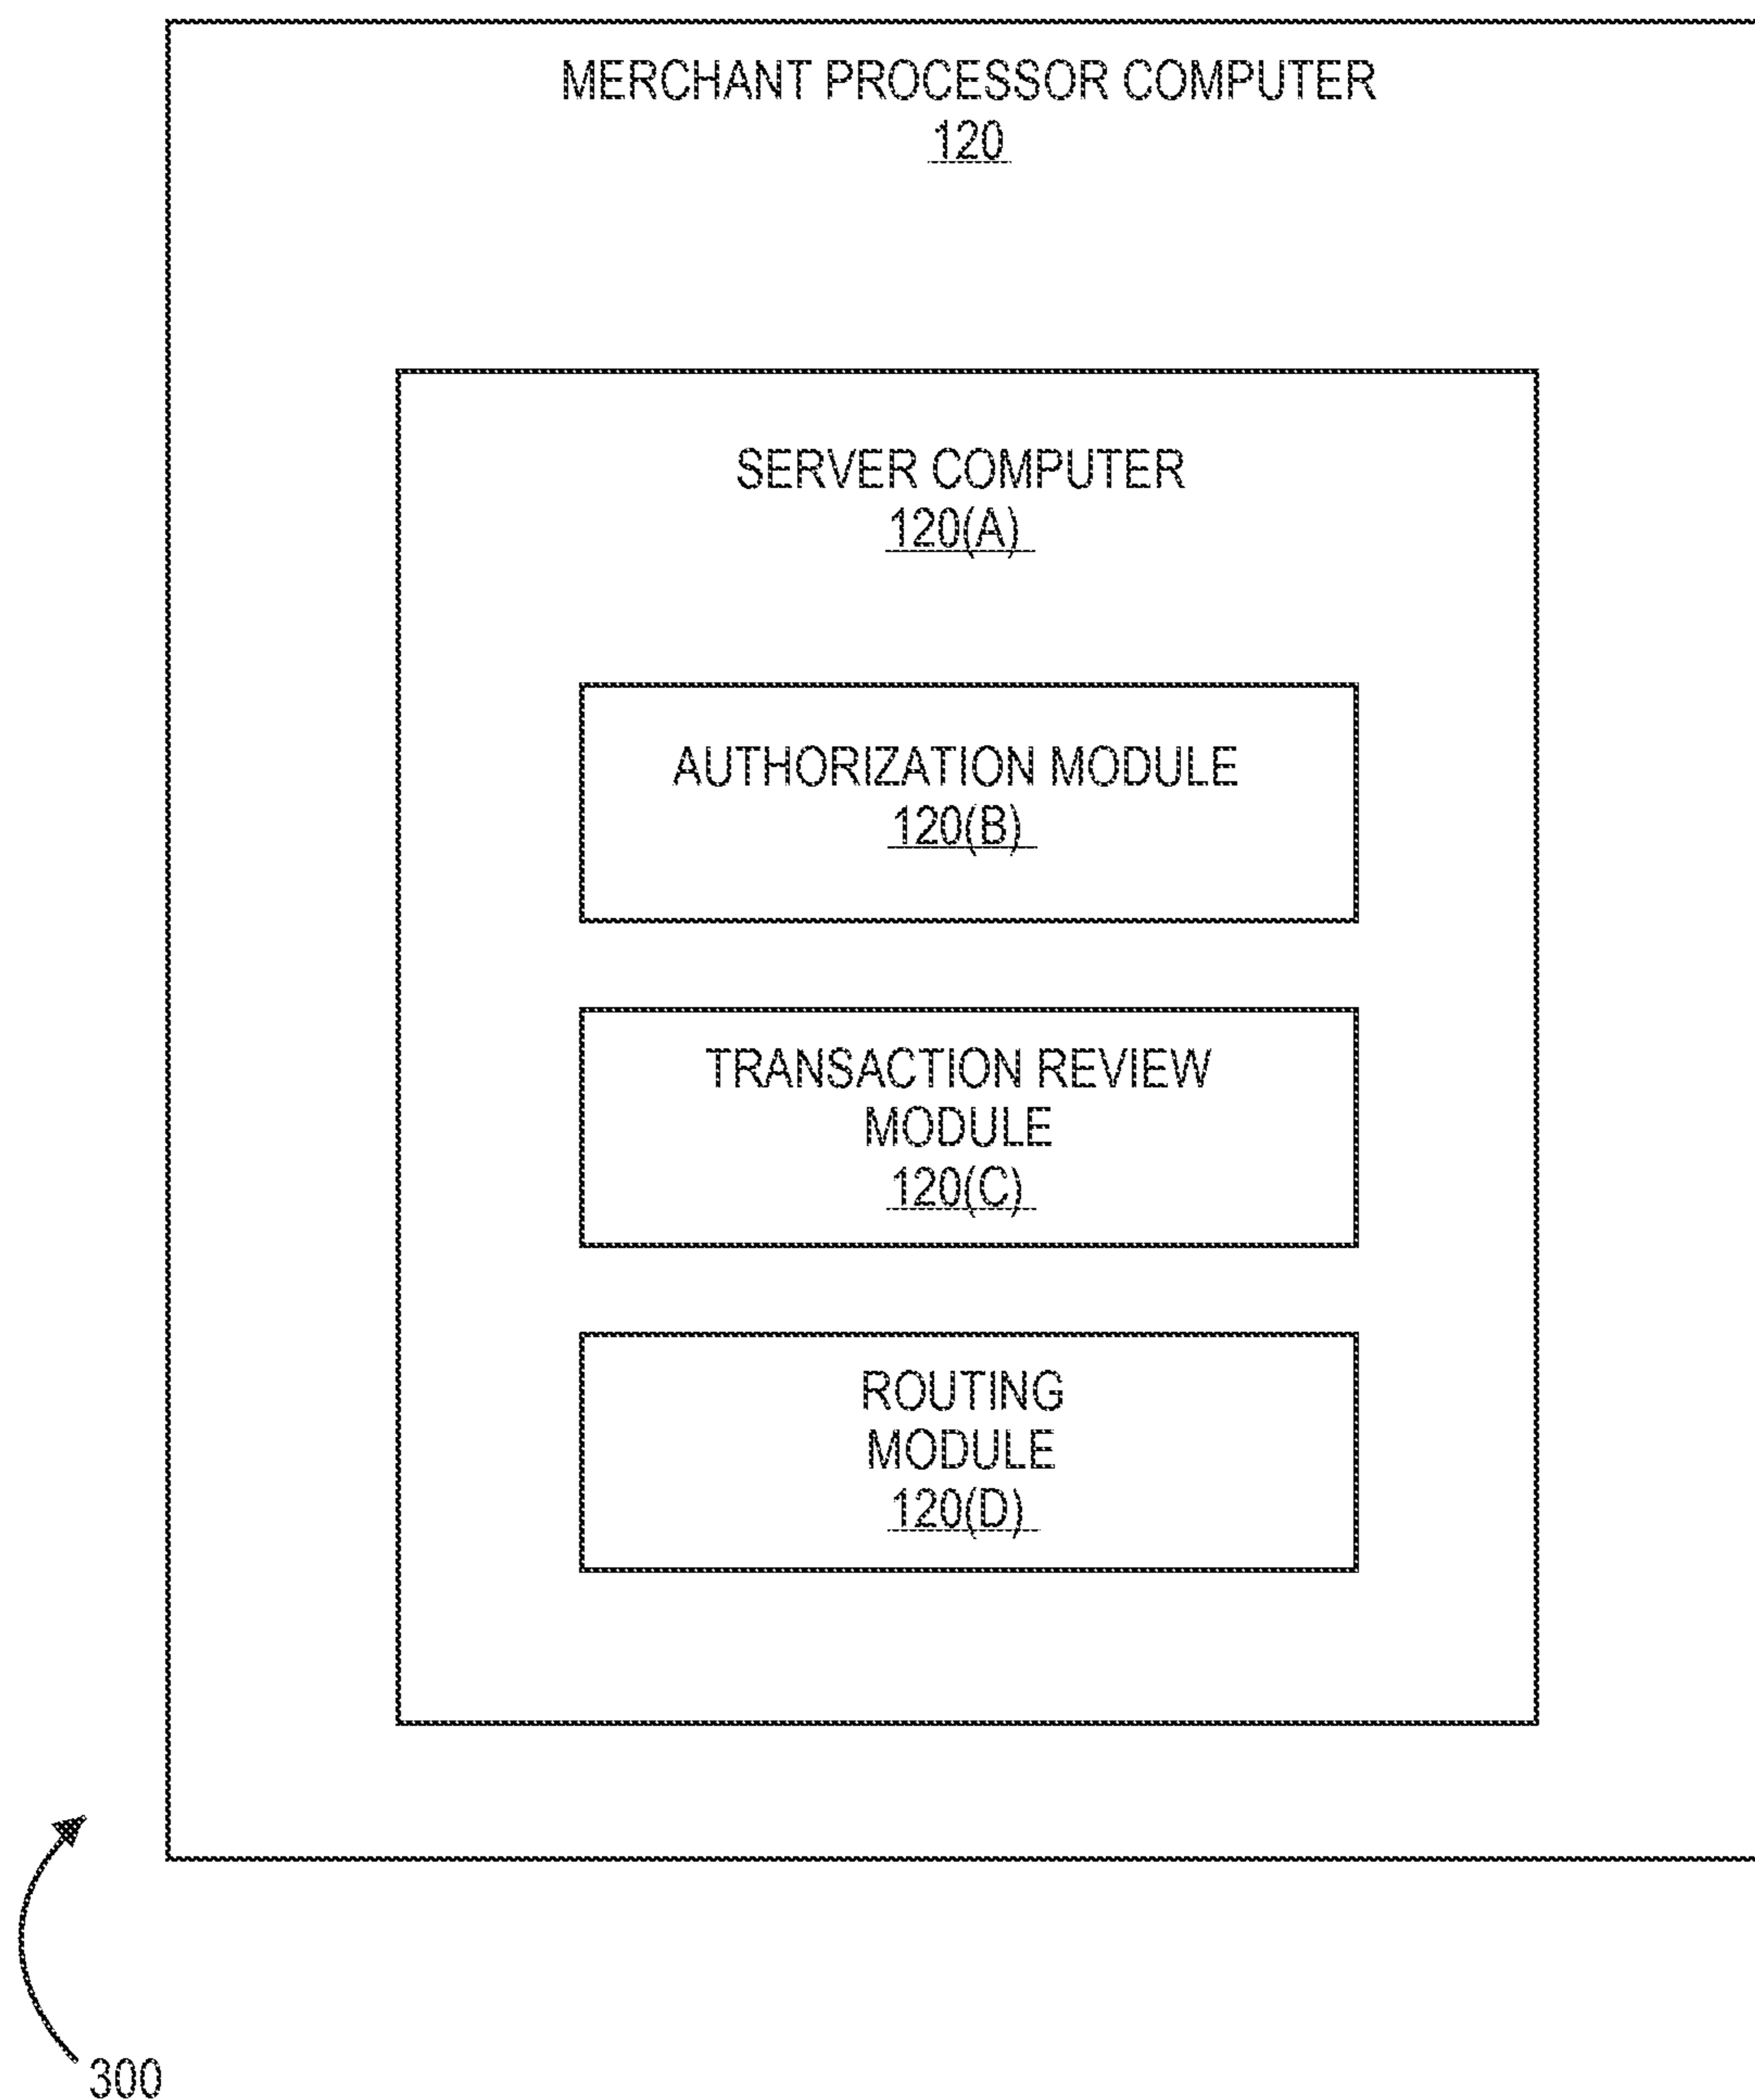 MERCHANT PROCESSOR COMPUTER
120
SERVER COMPUTER
120(A)
AUTHORIZATION MODULE
120(B)
TRANSACTION REVIEW
MODULE
120(C)
ROUTING
MODULE
120(D)
300